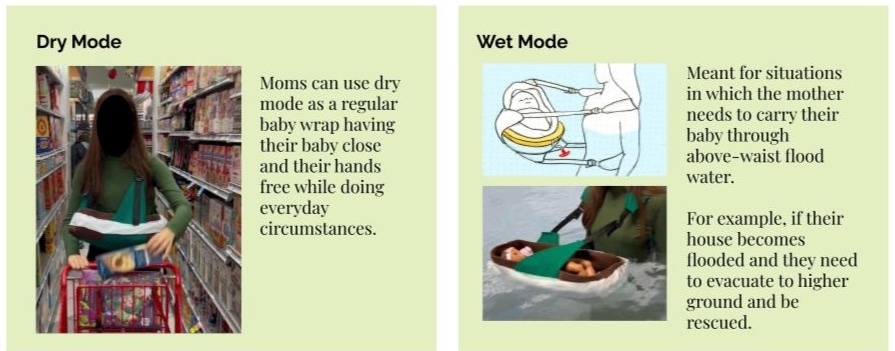 Dry Mode
Moms can use dry
mode as a regular
baby wrap having
their baby close
and their hands
free while doing
everyday
circumstances.
Wet Mode
Meant for situations
in which the mother
needs to carry their
baby through
above-waist flood
water.
For example, if their
house becomes
flooded and they need
to evacuate to higher
ground and be
rescued.